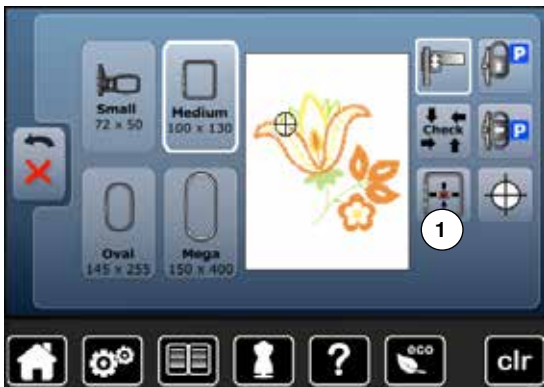 Small
72 x 50
Medium
100 x 130
Check
P
P
Oval
145 x 255
Mega
150 x 400
1
?
eco
clr